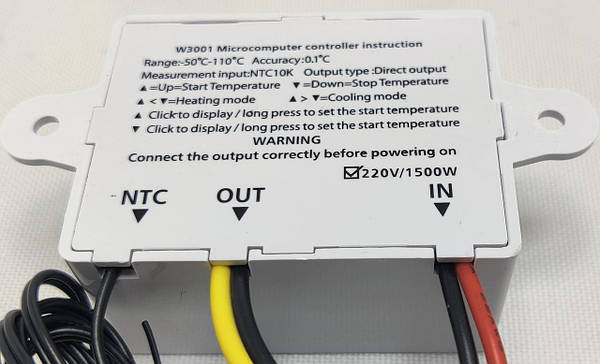 W3001 Microcomputer controller instruction
Range:-50°C-110°C Accuracy:0,1°C
Measurement input:NTC10K Output type :Direct output
▲=Up=Start Temperature ▼=Down=Stop Temperature
▲<▼=Heating mode ▲>▼=Cooling mode
▲ Click to display / long press to set the start temperature
▼ Click to display / long press to set the start temperature
WARNING
Connect the output correctly before powering on
☑220V/1500W
NTC OUT IN
▼ ▼ ▼